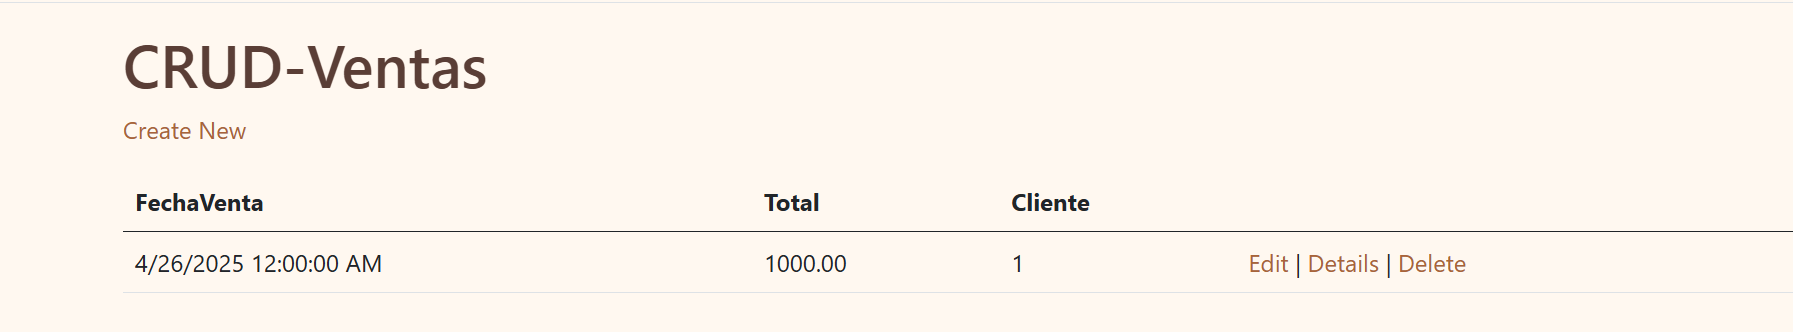 CRUD-Ventas
Create New
FechaVenta Total Cliente
4/26/2025 12:00:00 AM 1000.00 1 Edit | Details | Delete